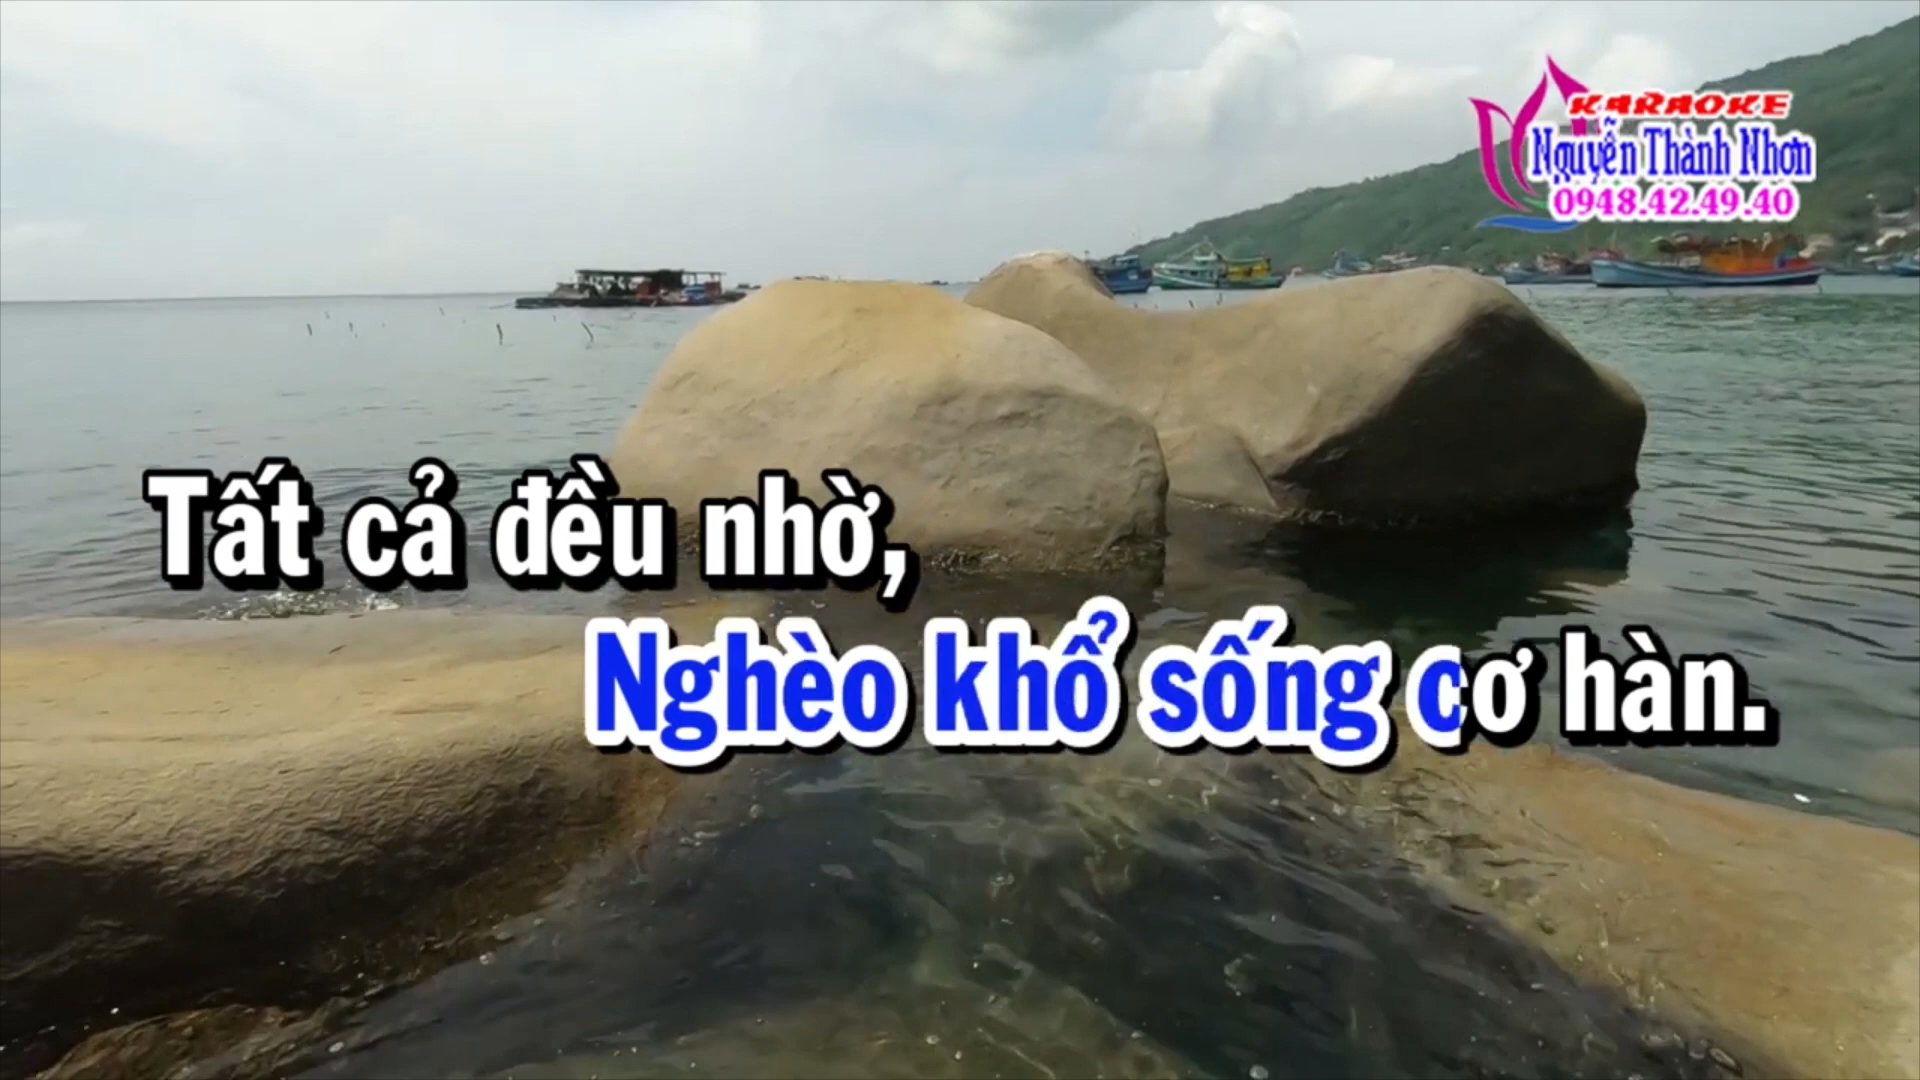 KARAOKE
Nguyễn Thành Nhơn
0948.42.49.40
Tất cả đều nhờ,
Nghèo khổ sống cơ hàn.